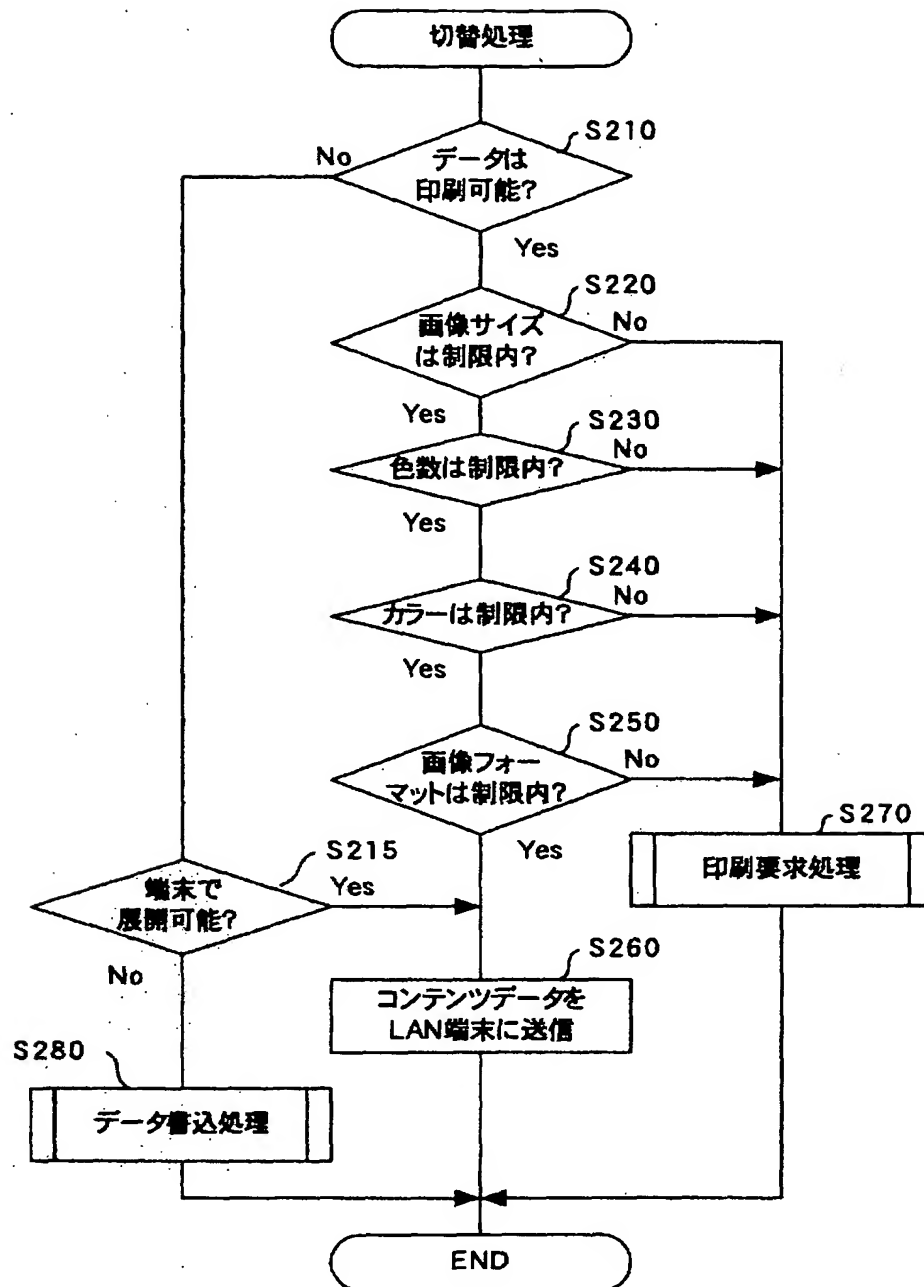 切替処理
S210
No
データは
印刷可能?
Yes
S220
画像サイズ
は制限内?
No
Yes
S230
色数は制限内?
No
Yes
S240
カラーは制限内?
No
Yes
S250
画像フォー
マットは制限内?
No
Yes
S270
印刷要求処理
S215
端末で
展開可能?
Yes
No
S260
コンテンツデータを
LAN端末に送信
S280
データ書込処理
END